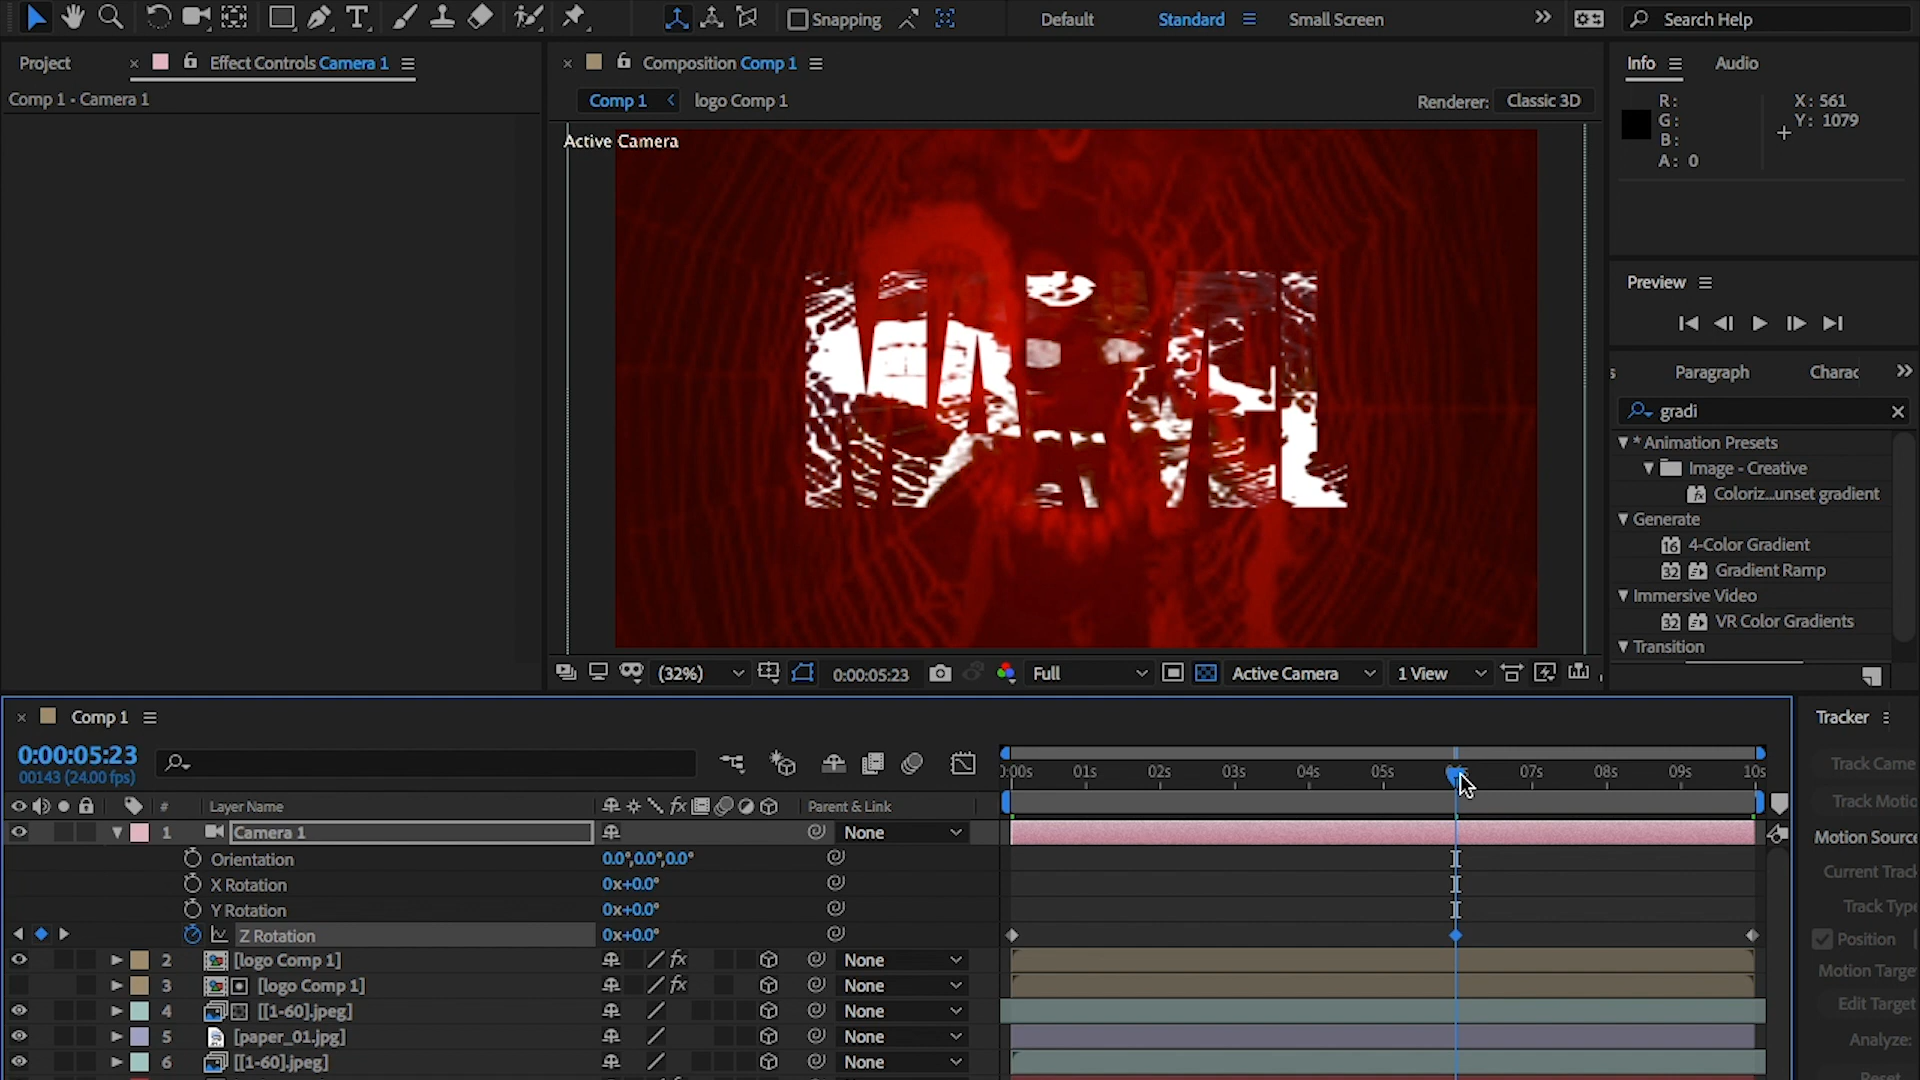 Snapping
Default
Standard
Small Screen
Search Help
Project
Effect Controls Camera 1
Composition Comp 1
Info
Audio
Comp 1 • Camera 1
Comp 1
logo Comp 1
Renderer: Classic 3D
R:
G:
B:
A: 0
X: 561
Y: 1079
Active Camera
Preview
Paragraph
Charac
gradi
* Animation Presets
Image - Creative
Coloriz...unset gradient
Generate
4-Color Gradient
Gradient Ramp
Immersive Video
VR Color Gradients
Transition
(32%)
0:00:05:23
Full
Active Camera
1 View
Comp 1
Tracker
0:00:05:23
00143 (24.00 fps)
0:00s 01s 02s 03s 04s 05s 07s 08s 09s 10s
Track Came
Track Motio
# Layer Name
Parent & Link
1 Camera 1 None
Motion Source
Orientation 0.0°,0.0°,0.0°
Current Track
X Rotation 0x+0.0°
Track Type
Y Rotation 0x+0.0°
Z Rotation 0x+0.0°
Position
2 [logo Comp 1] None
Motion Targe
3 [logo Comp 1] None
Edit Target
4 [[1-60].jpeg] None
5 [paper_01.jpg] None
Analyze:
6 [[1-60].jpeg] None